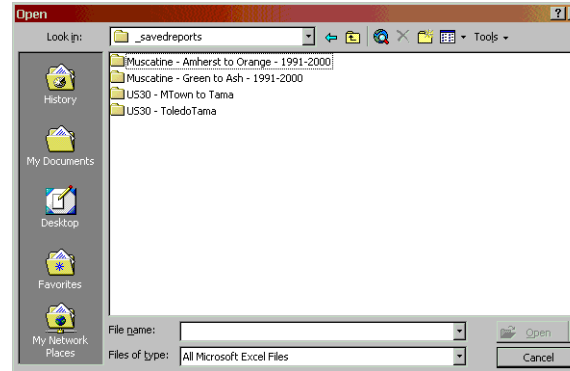 Open
Look in: _savedreports Tools
Muscatine - Amherst to Orange - 1991-2000
Muscatine - Green to Ash - 1991-2000
US30 - MTown to Tama
US30 - ToledoTama
History
My Documents
Desktop
Favorites
My Network
Places
File name: Open
Files of type: All Microsoft Excel Files Cancel